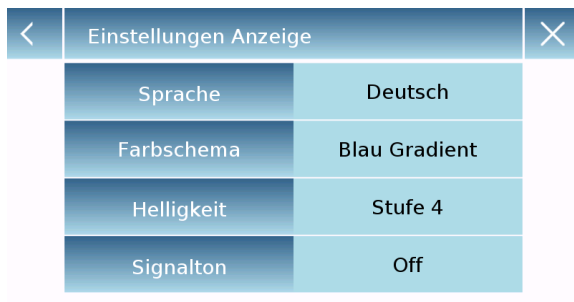 Einstellungen Anzeige
Sprache Deutsch
Farbschema Blau Gradient
Helligkeit Stufe 4
Signalton Off